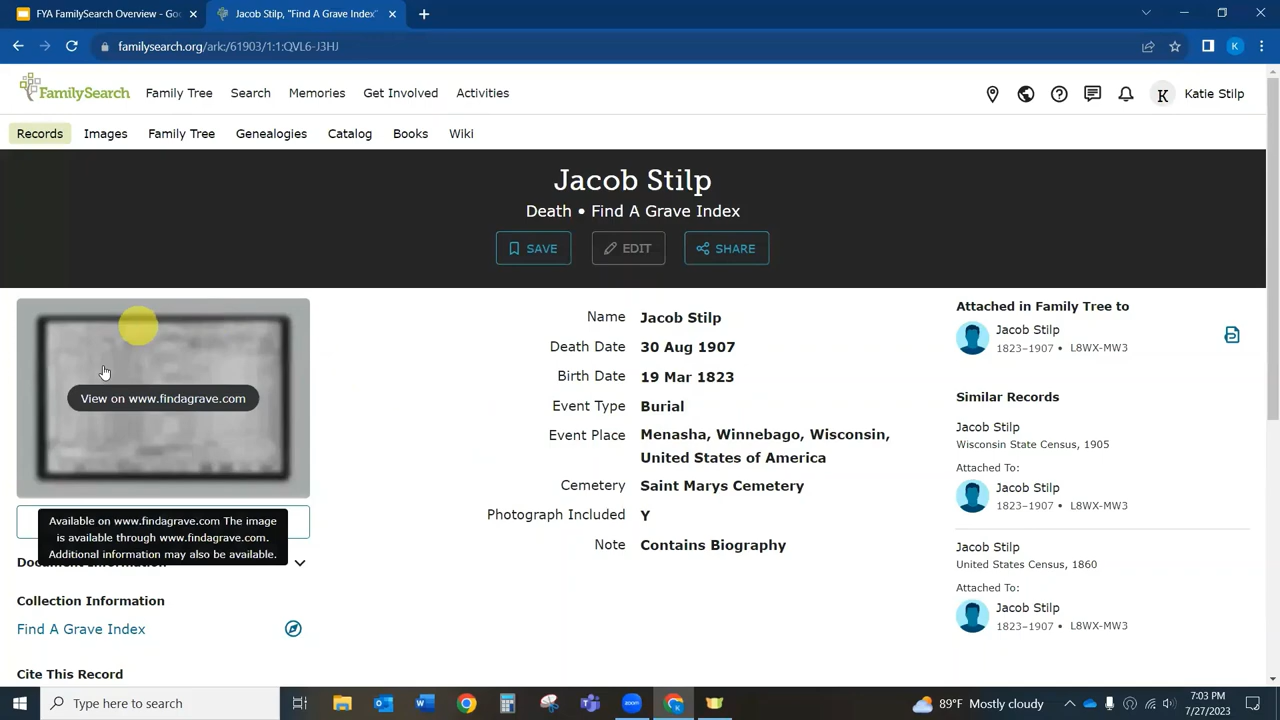 FYA FamilySearch Overview - Goo
Jacob Stilp, "Find A Grave Index"
familysearch.org/ark:/61903/1:1:QVL6-J3HJ
FamilySearch
Family Tree
Search
Memories
Get Involved
Activities
K
Katie Stilp
Records
Images
Family Tree
Genealogies
Catalog
Books
Wiki
Jacob Stilp
Death • Find A Grave Index
SAVE
EDIT
SHARE
View on www.findagrave.com
Available on www.findagrave.com The image
is available through www.findagrave.com.
Additional information may also be available.
Collection Information
Find A Grave Index
Cite This Record
Name Jacob Stilp
Death Date 30 Aug 1907
Birth Date 19 Mar 1823
Event Type Burial
Event Place Menasha, Winnebago, Wisconsin,
United States of America
Cemetery Saint Marys Cemetery
Photograph Included Y
Note Contains Biography
Attached in Family Tree to
Jacob Stilp
1823–1907 • L8WX-MW3
Similar Records
Jacob Stilp
Wisconsin State Census, 1905
Attached To:
Jacob Stilp
1823–1907 • L8WX-MW3
Jacob Stilp
United States Census, 1860
Attached To:
Jacob Stilp
1823–1907 • L8WX-MW3
Type here to search
zoom
89°F Mostly cloudy
7:03 PM
7/27/2023